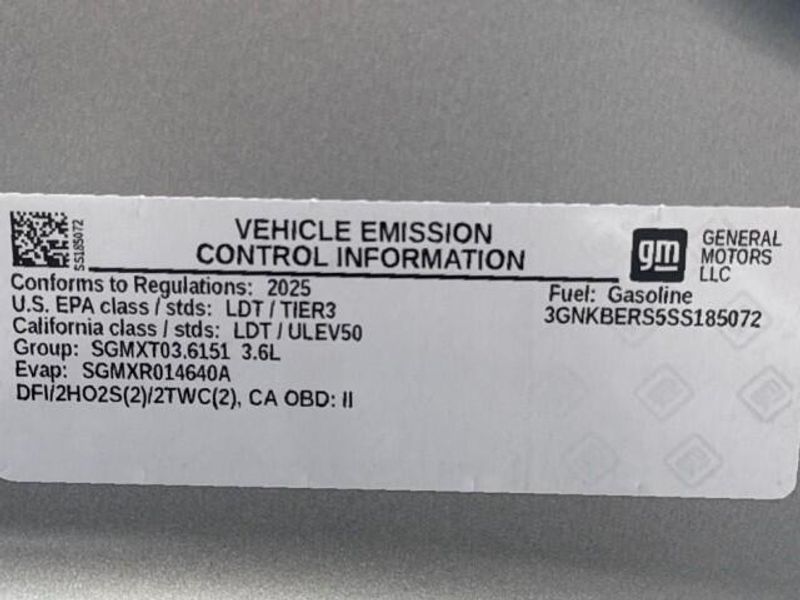 SS185072
VEHICLE EMISSION
CONTROL INFORMATION
gm
GENERAL
MOTORS
LLC
Conforms to Regulations: 2025
U.S. EPA class / stds: LDT / TIER3
California class / stds: LDT / ULEV50
Group: SGMXT03.6151 3.6L
Evap: SGMXR014640A
DFI/2HO2S(2)/2TWC(2), CA OBD: II
Fuel: Gasoline
3GNKBERS5SS185072